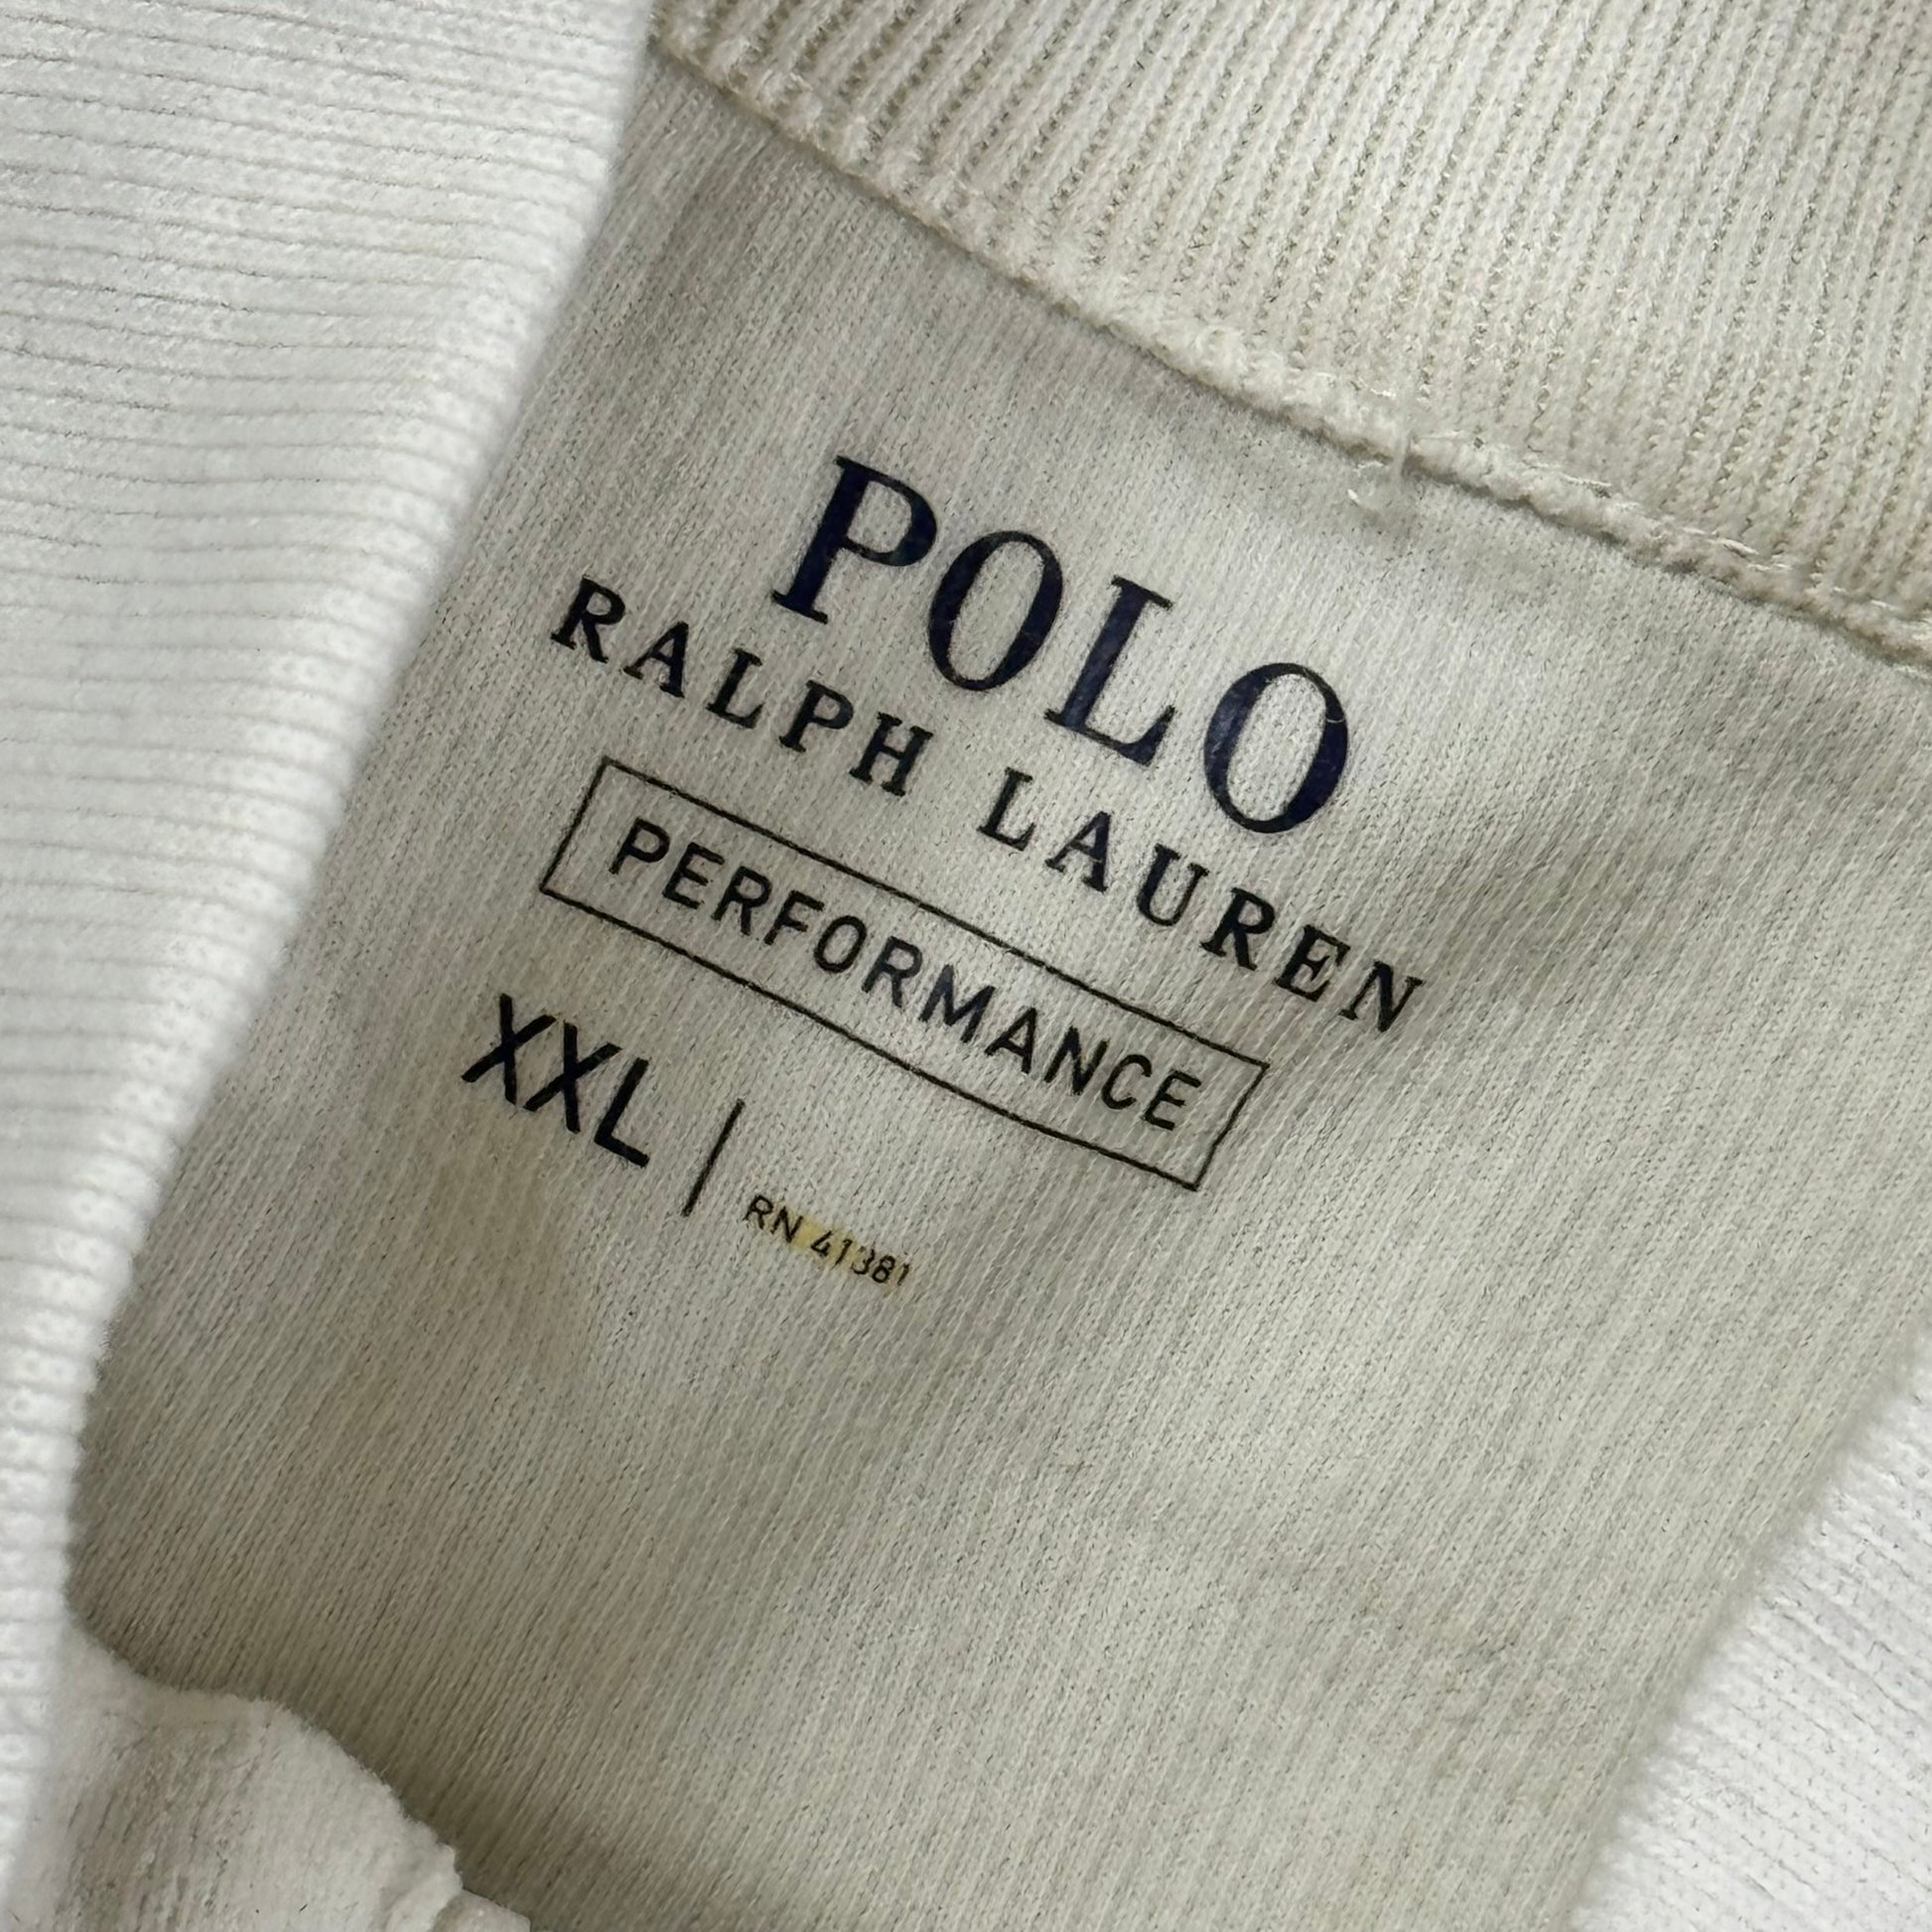 POLO
RALPH LAUREN
PERFORMANCE
XXL | RN 41381